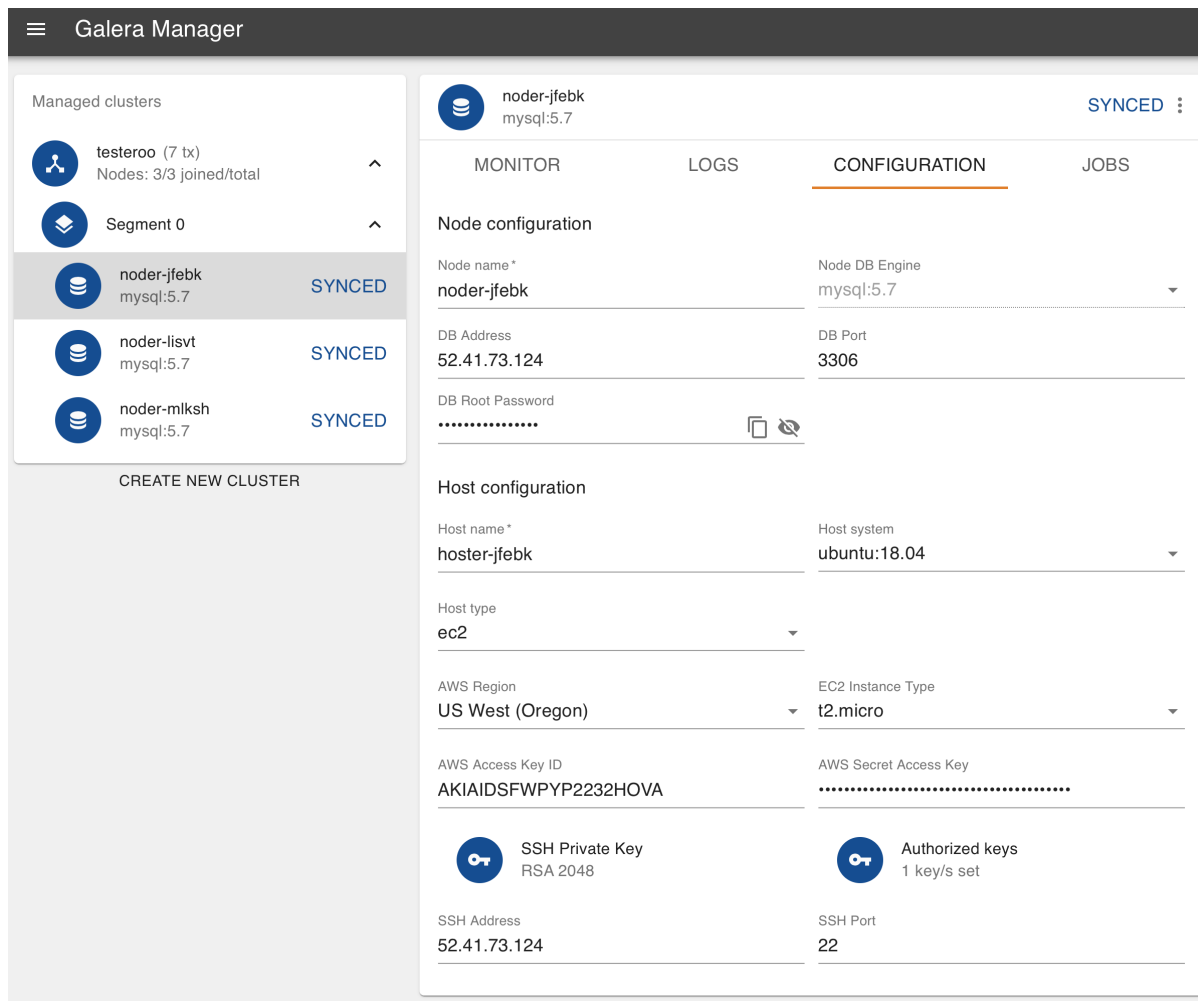 Galera Manager
Managed clusters
testeroo (7 tx)
Nodes: 3/3 joined/total
Segment 0
noder-jfebk
mysql:5.7
SYNCED
noder-lisvt
mysql:5.7
SYNCED
noder-mlksh
mysql:5.7
SYNCED
CREATE NEW CLUSTER
noder-jfebk
mysql:5.7
SYNCED
MONITOR LOGS CONFIGURATION JOBS
Node configuration
Node name*
noder-jfebk
Node DB Engine
mysql:5.7
DB Address
52.41.73.124
DB Port
3306
DB Root Password
••••••••••••••••
Host configuration
Host name*
hoster-jfebk
Host system
ubuntu:18.04
Host type
ec2
AWS Region
US West (Oregon)
EC2 Instance Type
t2.micro
AWS Access Key ID
AKIAIDSFWPYP2232HOVA
AWS Secret Access Key
••••••••••••••••••••••••••••••••••••••••
SSH Private Key
RSA 2048
Authorized keys
1 key/s set
SSH Address
52.41.73.124
SSH Port
22